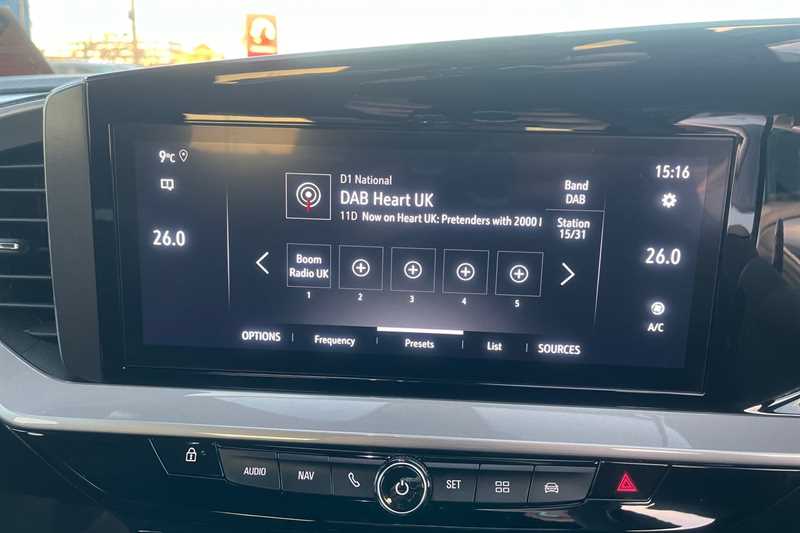 9°C
15:16
D1 National
DAB Heart UK
11D Now on Heart UK: Pretenders with 2000 
Band
DAB
Station
15/31
26.0
26.0
Boom
Radio UK
1
2
3
4
5
A/C
OPTIONS
Frequency
Presets
List
SOURCES
AUDIO
NAV
SET